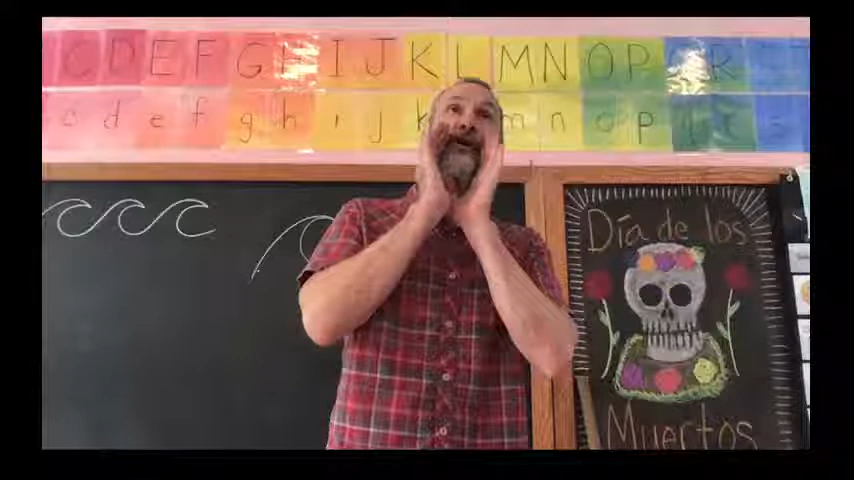 C D E F G H I J K L M N O P Q R
c d e f g h i j k m n o p r s
Día de los
Muertos